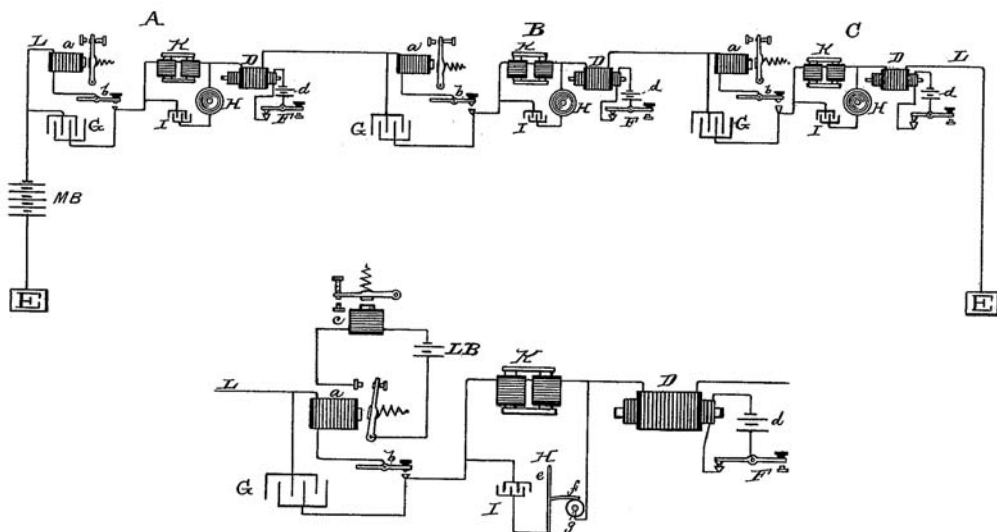 A B C
L a K D a K D a K D L
b H d b H d b H d
G I F G I F G I
MB
E E
c
LB
K
L a D
d
b H
e f
G I F
g